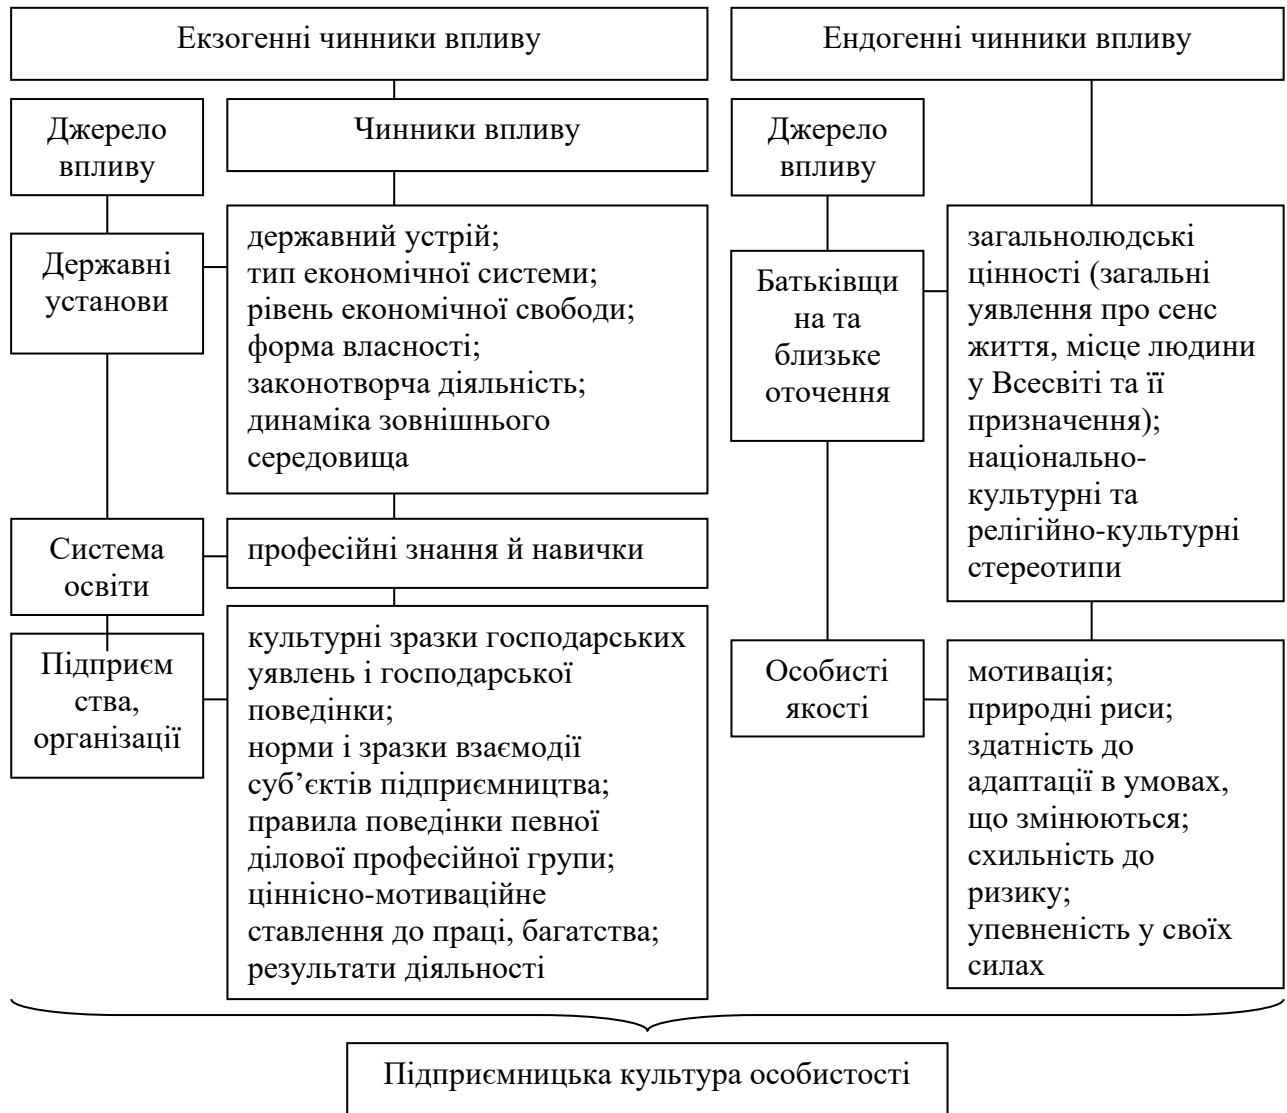 Екзогенні чинники впливу
Ендогенні чинники впливу
Джерело
впливу
Чинники впливу
Джерело
впливу
Державні
установи
державний устрій;
тип економічної системи;
рівень економічної свободи;
форма власності;
законотворча діяльність;
динаміка зовнішнього
середовища
Батьківщи
на та
близьке
оточення
загальнолюдські
цінності (загальні
уявлення про сенс
життя, місце людини
у Всесвіті та її
призначення);
національно-
культурні та
релігійно-культурні
стереотипи
Система
освіти
професійні знання й навички
Підприєм
ства,
організації
культурні зразки господарських
уявлень і господарської
поведінки;
норми і зразки взаємодії
суб’єктів підприємництва;
правила поведінки певної
ділової професійної групи;
ціннісно-мотиваційне
ставлення до праці, багатства;
результати діяльності
Особисті
якості
мотивація;
природні риси;
здатність до
адаптації в умовах,
що змінюються;
схильність до
ризику;
упевненість у своїх
силах
Підприємницька культура особистості